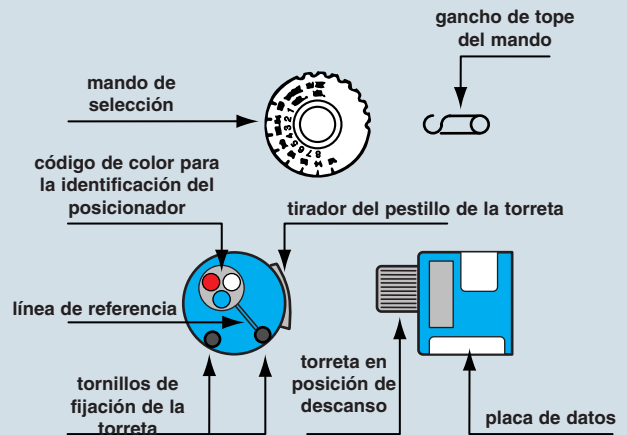 gancho de tope
del mando
mando de
selección
código de color para
la identificación del
posicionador
tirador del pestillo de la torreta
línea de referencia
tornillos de
fijación de la
torreta
torreta en
posición de
descanso
placa de datos